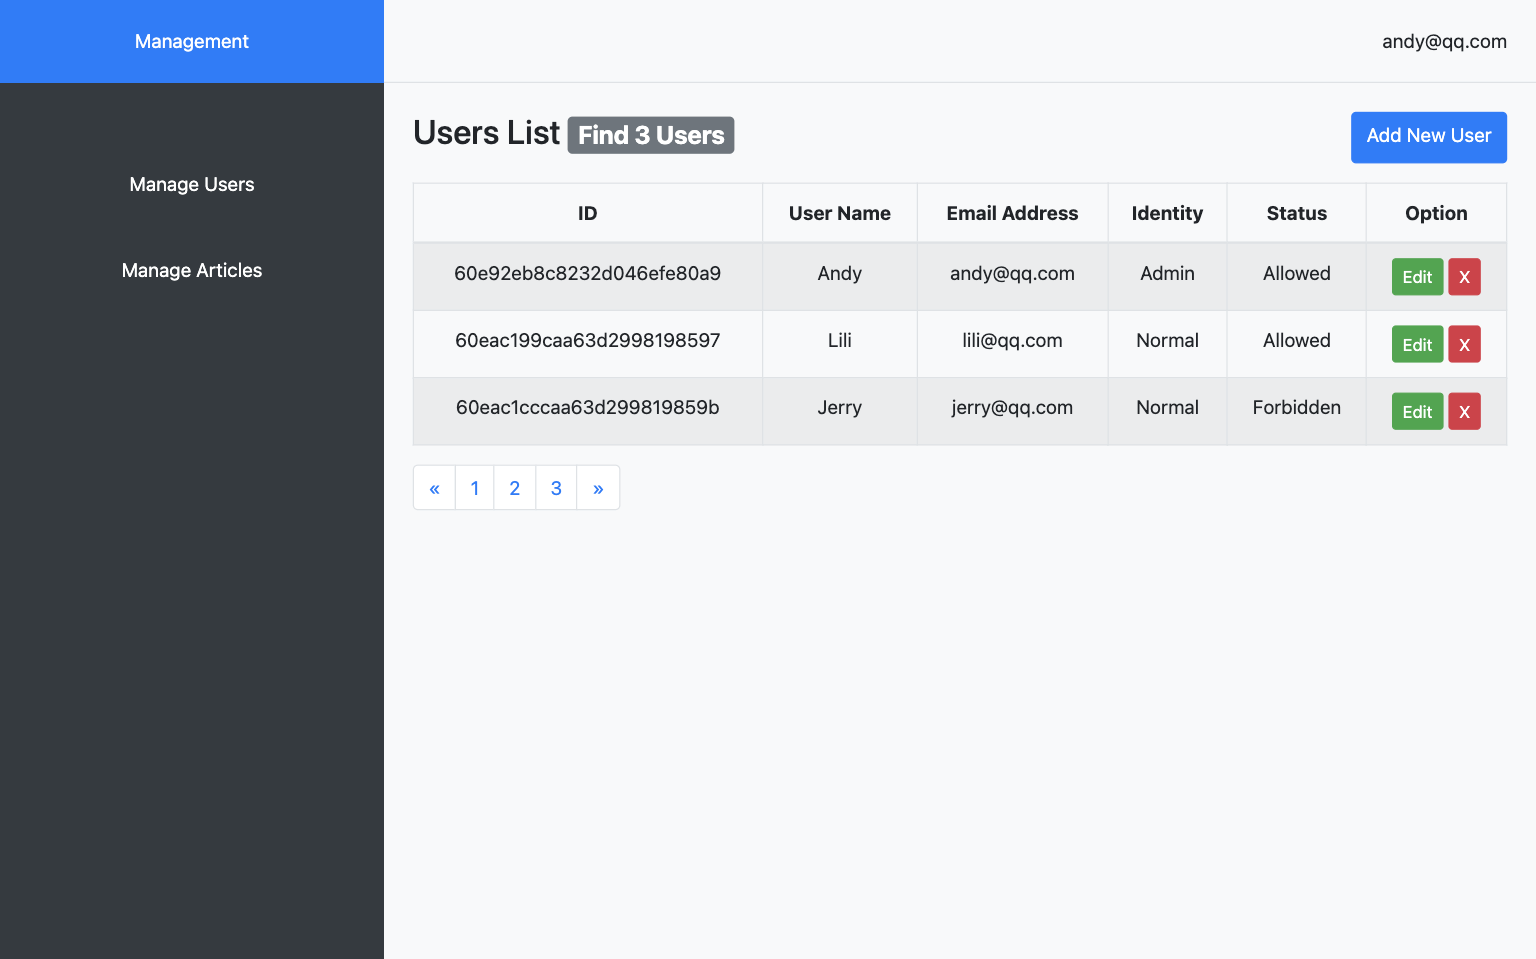 Management
andy@qq.com
Manage Users
Manage Articles
Users List Find 3 Users
Add New User
ID User Name Email Address Identity Status Option
60e92eb8c8232d046efe80a9 Andy andy@qq.com Admin Allowed Edit X
60eac199caa63d2998198597 Lili lili@qq.com Normal Allowed Edit X
60eac1cccaa63d299819859b Jerry jerry@qq.com Normal Forbidden Edit X
« 1 2 3 »